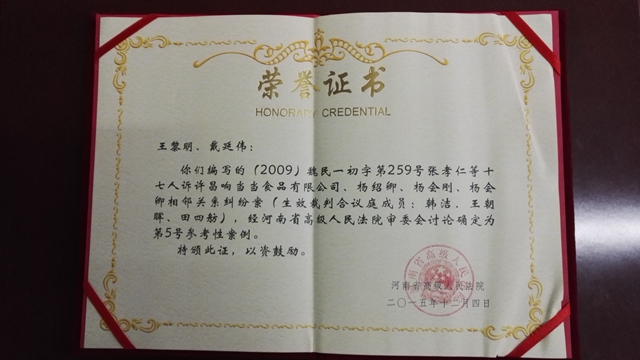 荣誉证书
HONORARY CREDENTIAL
王黎明、戴延伟：
你们编写的（2009）魏民一初字第259号张孝仁等十
七人诉许昌响当当食品有限公司、杨绍卿、杨会刚、杨会
卿相邻关系纠纷案（生效裁判合议庭成员：韩洁、王朝
晖、田四舫），经河南省高级人民法院审委会讨论确定为
第5号参考性案例。
特颁此证，以资鼓励。
河南省高级人民法院
二〇一五年十二月四日